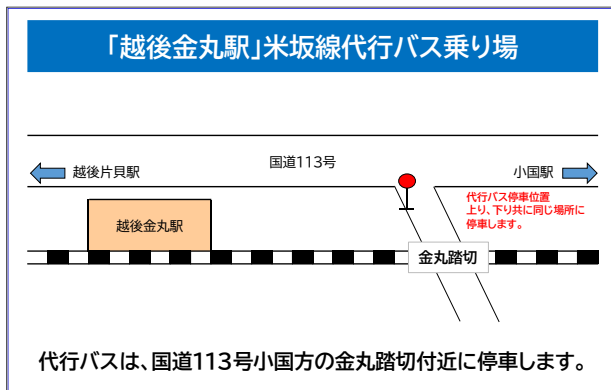 「越後金丸駅」米坂線代行バス乗り場
国道113号
越後片貝駅
小国駅
代行バス停車位置
上り、下り共に同じ場所に
停車します。
越後金丸駅
金丸踏切
代行バスは、国道113号小国方の金丸踏切付近に停車します。